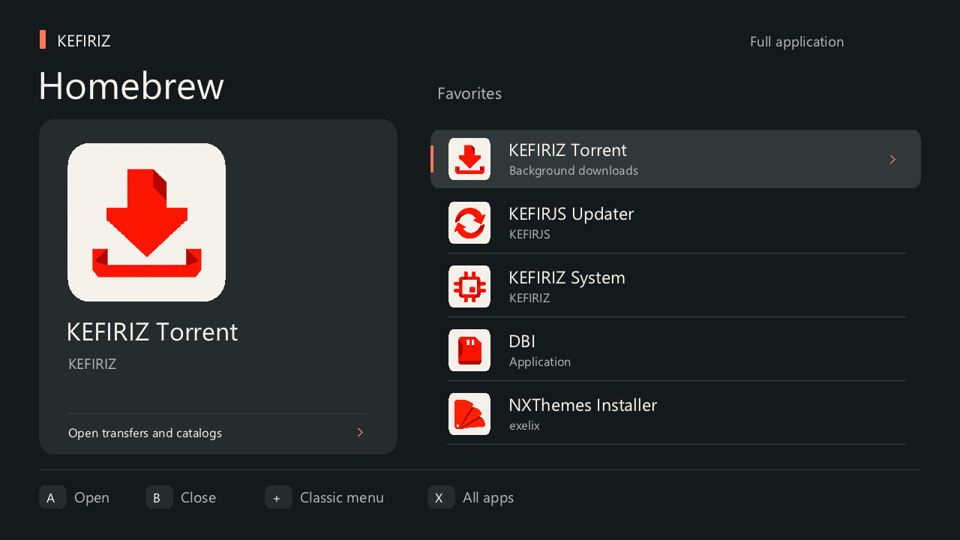 KEFIRIZ
Full application
Homebrew
Favorites
KEFIRIZ Torrent
KEFIRIZ
Open transfers and catalogs
KEFIRIZ Torrent
Background downloads
KEFIRJS Updater
KEFIRJS
KEFIRIZ System
KEFIRIZ
DBI
Application
NXThemes Installer
exelix
A Open B Close + Classic menu X All apps